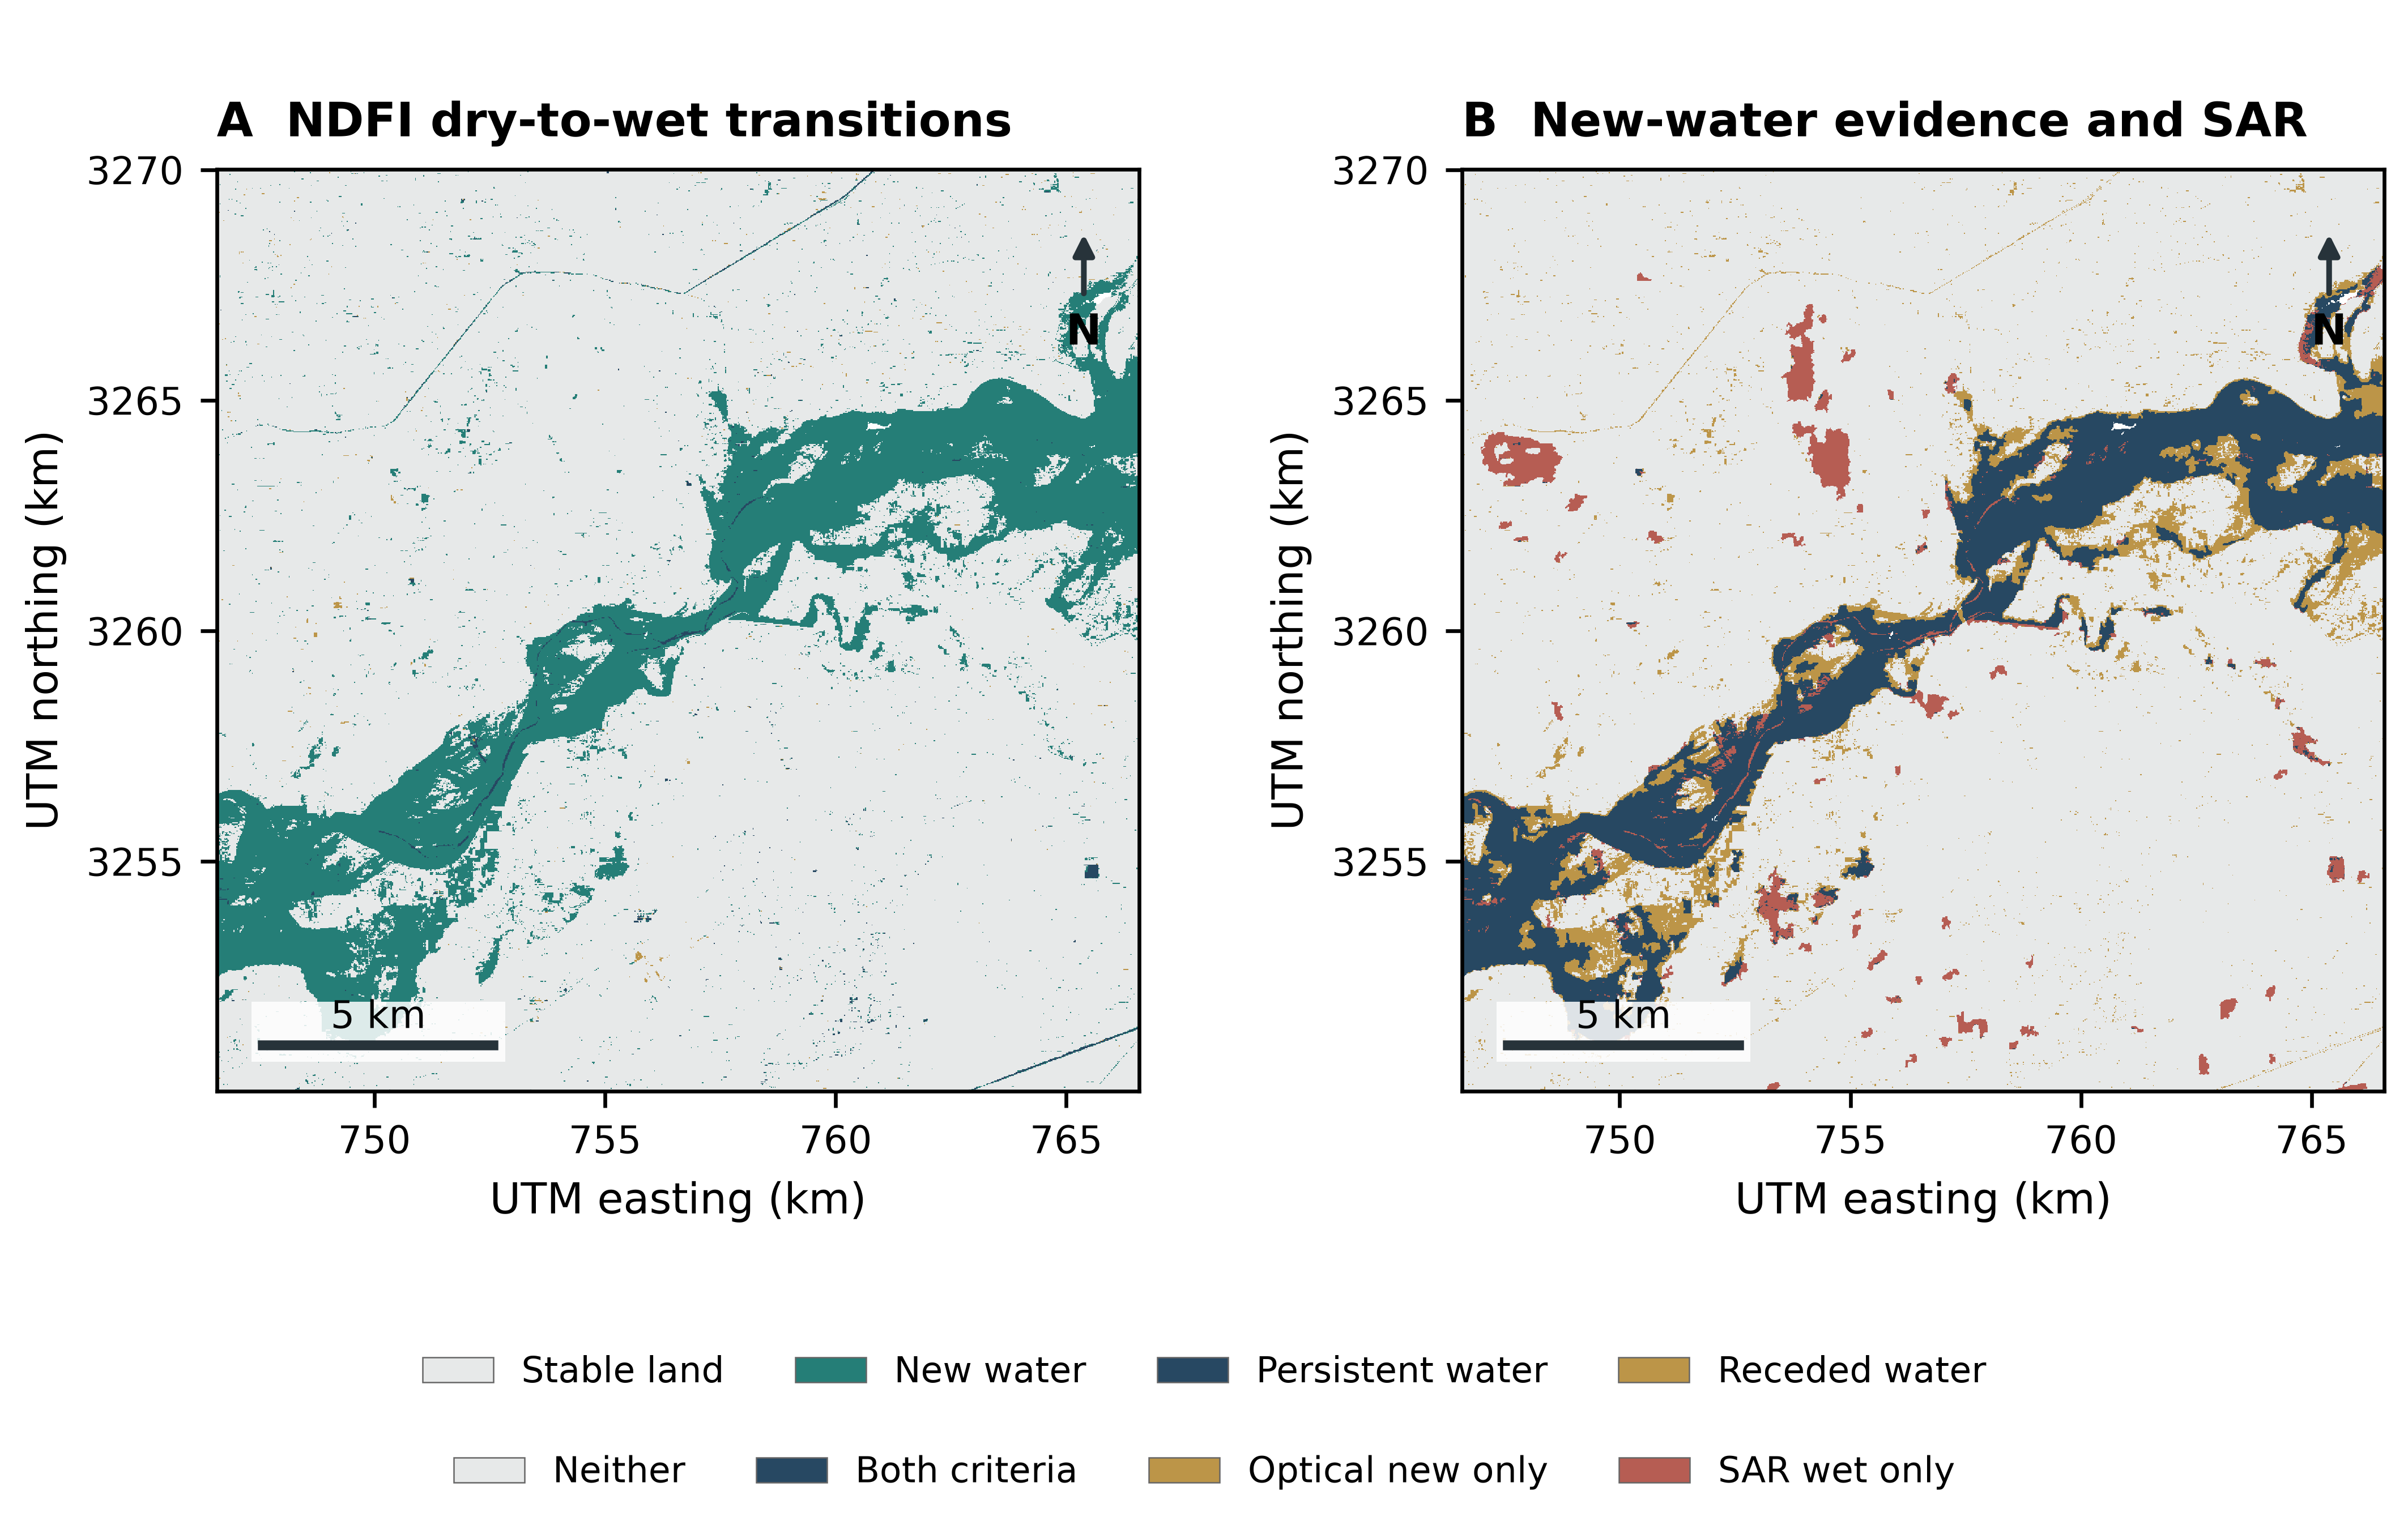 A  NDFI dry-to-wet transitions
3270
3265
3260
3255
UTM northing (km)
N
5 km
750 755 760 765
UTM easting (km)
B  New-water evidence and SAR
3270
3265
3260
3255
UTM northing (km)
N
5 km
750 755 760 765
UTM easting (km)
Stable land New water Persistent water Receded water
Neither Both criteria Optical new only SAR wet only